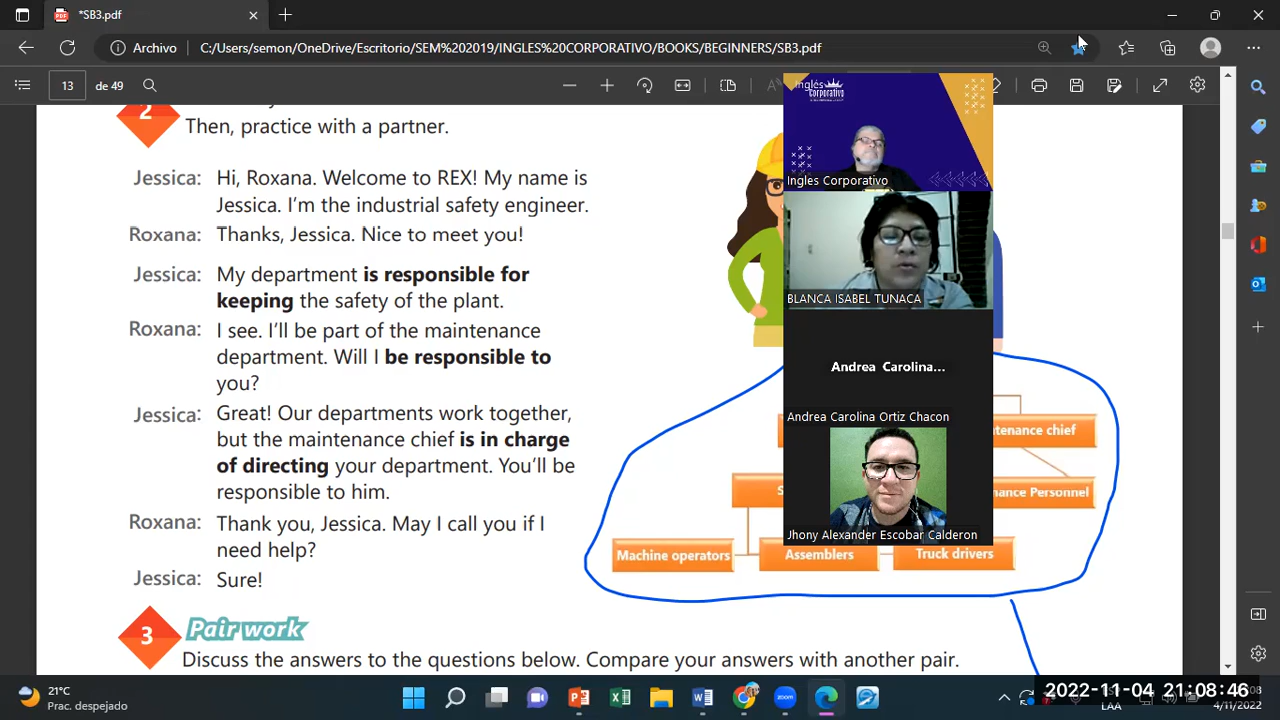 *SB3.pdf
Archivo
C:/Users/semon/OneDrive/Escritorio/SEM%202019/INGLES%20CORPORATIVO/BOOKS/BEGINNERS/SB3.pdf
13 de 49
2
Then, practice with a partner.
Jessica: Hi, Roxana. Welcome to REX! My name is
Jessica. I'm the industrial safety engineer.
Roxana: Thanks, Jessica. Nice to meet you!
Jessica: My department is responsible for
keeping the safety of the plant.
Roxana: I see. I'll be part of the maintenance
department. Will I be responsible to
you?
Jessica: Great! Our departments work together,
but the maintenance chief is in charge
of directing your department. You'll be
responsible to him.
Roxana: Thank you, Jessica. May I call you if I
need help?
Jessica: Sure!
3 Pair work
Discuss the answers to the questions below. Compare your answers with another pair.
Inglés
corporativo
Ingles Corporativo
BLANCA ISABEL TUNACA
Andrea Carolina...
Andrea Carolina Ortiz Chacon
Jhony Alexander Escobar Calderon
tenance chief
nance Personnel
Machine operators
Assemblers
Truck drivers
21°C
Prac. despejado
LAA
2022-11-04 21:08:46
4/11/2022